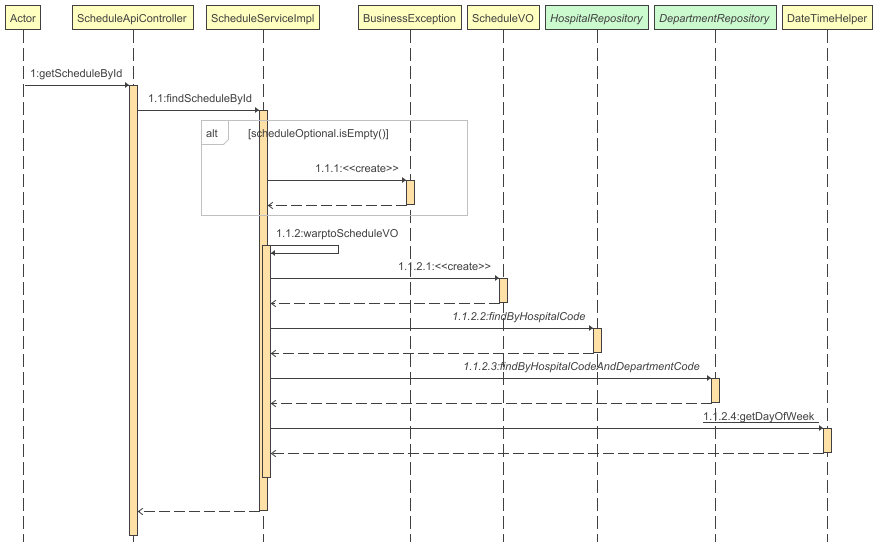 Actor
ScheduleApiController
ScheduleServiceImpl
BusinessException
ScheduleVO
HospitalRepository
DepartmentRepository
DateTimeHelper
1:getScheduleById
1.1:findScheduleById
alt
[scheduleOptional.isEmpty()]
1.1.1:<<create>>
1.1.2:warptoScheduleVO
1.1.2.1:<<create>>
1.1.2.2:findByHospitalCode
1.1.2.3:findByHospitalCodeAndDepartmentCode
1.1.2.4:getDayOfWeek